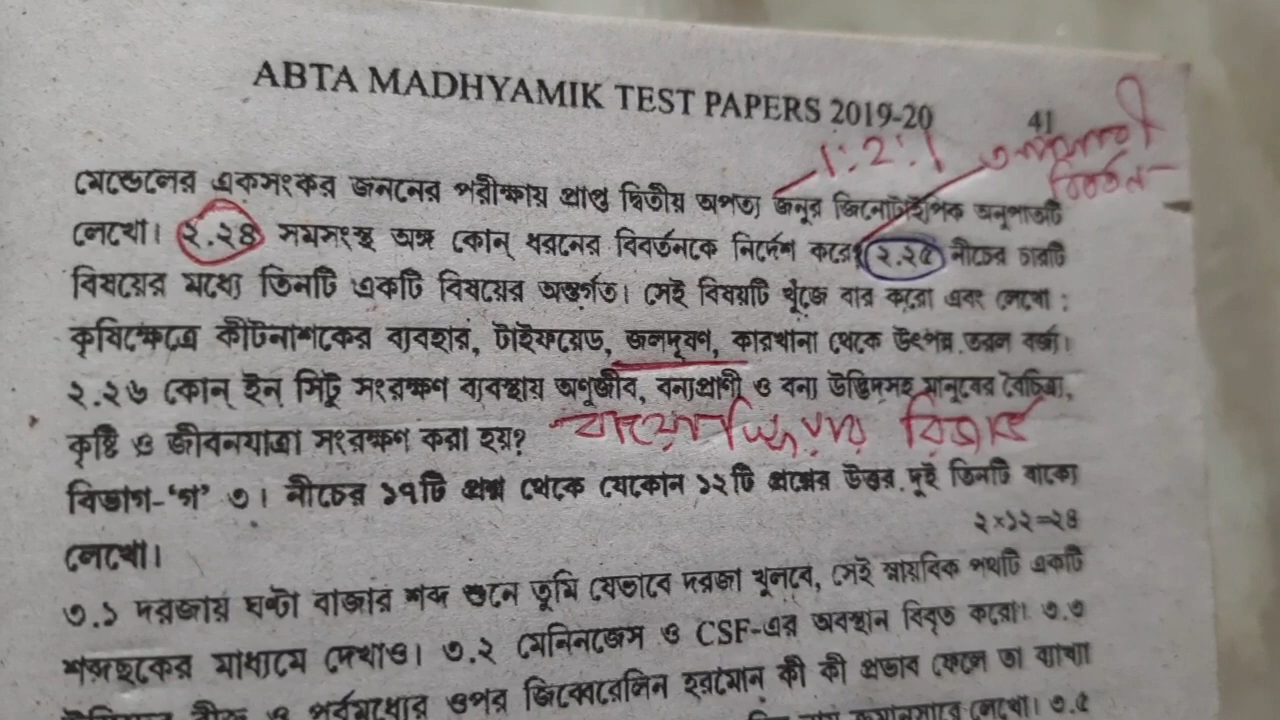 ABTA MADHYAMIK TEST PAPERS 2019-20 41
1:2:1
বিবর্তন
মেন্ডেলের একসংকর জননের পরীক্ষায় প্রাপ্ত দ্বিতীয় অপত্য জনুর জিনোটাইপিক অনুপাতটি
লেখো। ২.২৪ সমসংস্থ অঙ্গ কোন্ ধরনের বিবর্তনকে নির্দেশ করে? ২.২৫ নীচের চারটি
বিষয়ের মধ্যে তিনটি একটি বিষয়ের অন্তর্গত। সেই বিষয়টি খুঁজে বার করো এবং লেখো :
কৃষিক্ষেত্রে কীটনাশকের ব্যবহার, টাইফয়েড, জলদূষণ, কারখানা থেকে উৎপন্ন তরল বর্জ্য।
২.২৬ কোন্ ইন্ সিটু সংরক্ষণ ব্যবস্থায় অণুজীব, বন্যপ্রাণী ও বন্য উদ্ভিদসহ মানুষের বৈচিত্র্য,
কৃষ্টি ও জীবনযাত্রা সংরক্ষণ করা হয়? বায়োস্ফিয়ার রিজার্ভ
বিভাগ-‘গ’ ৩। নীচের ১৭টি প্রশ্ন থেকে যেকোন ১২টি প্রশ্নের উত্তর দুই তিনটি বাক্যে
২×১২=২৪
লেখো।
৩.১ দরজায় ঘণ্টা বাজার শব্দ শুনে তুমি যেভাবে দরজা খুলবে, সেই স্নায়বিক পথটি একটি
শব্দছকের মাধ্যমে দেখাও। ৩.২ মেনিনজেস ও CSF-এর অবস্থান বিবৃত করো। ৩.৩
বীজ ও পর্বমধ্যের ওপর জিব্বেরেলিন হরমোন কী কী প্রভাব ফেলে তা ব্যাখ্যা
লেখো। ৩.৫